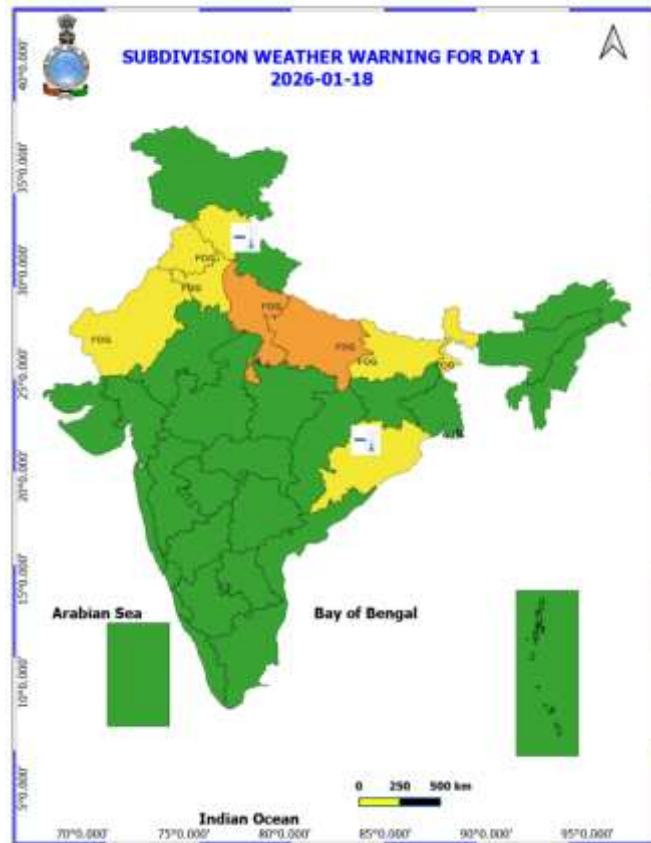 SUBDIVISION WEATHER WARNING FOR DAY 1
2026-01-18
40°0.000'
35°0.000'
30°0.000'
25°0.000'
20°0.000'
15°0.000'
10°0.000'
5°0.000'
FOG
FOG
FOG
FOG
FOG
FOG
FOG
Arabian Sea
Bay of Bengal
0 250 500 km
Indian Ocean
70°0.000' 75°0.000' 80°0.000' 85°0.000' 90°0.000' 95°0.000'